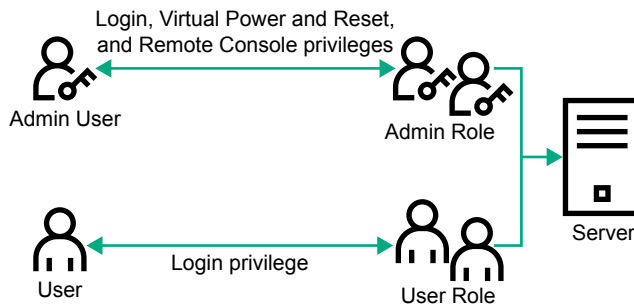 Login, Virtual Power and Reset,
and Remote Console privileges
Admin User
Admin Role
Server
Login privilege
User
User Role